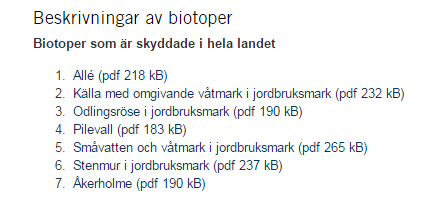 Beskrivningar av biotoper
Biotoper som är skyddade i hela landet
1. Allé (pdf 218 kB)
2. Källa med omgivande våtmark i jordbruksmark (pdf 232 kB)
3. Odlingsröse i jordbruksmark (pdf 190 kB)
4. Pilevall (pdf 183 kB)
5. Småvatten och våtmark i jordbruksmark (pdf 265 kB)
6. Stenmur i jordbruksmark (pdf 237 kB)
7. Åkerholme (pdf 190 kB)